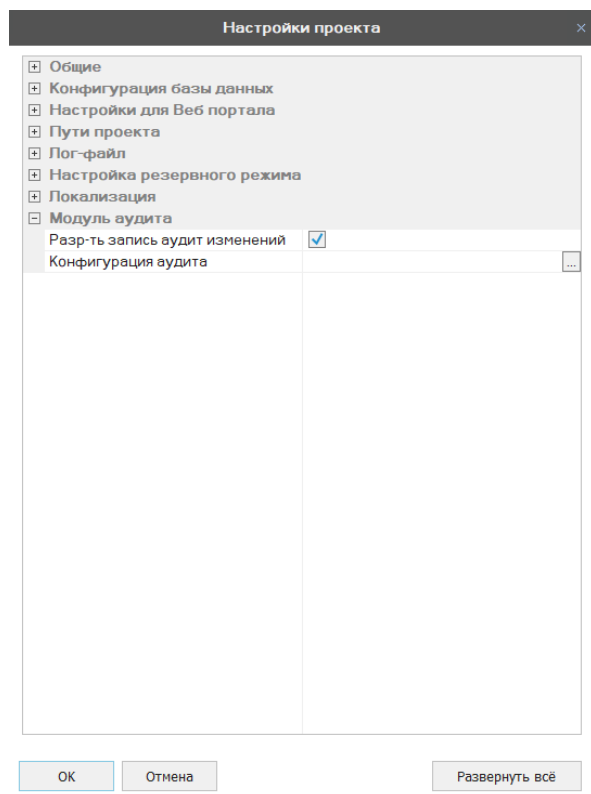 Настройки проекта
Общие
Конфигурация базы данных
Настройки для Веб портала
Пути проекта
Лог-файл
Настройка резервного режима
Локализация
Модуль аудита
Разр-ть запись аудит изменений
Конфигурация аудита
...
ОК
Отмена
Развернуть всё